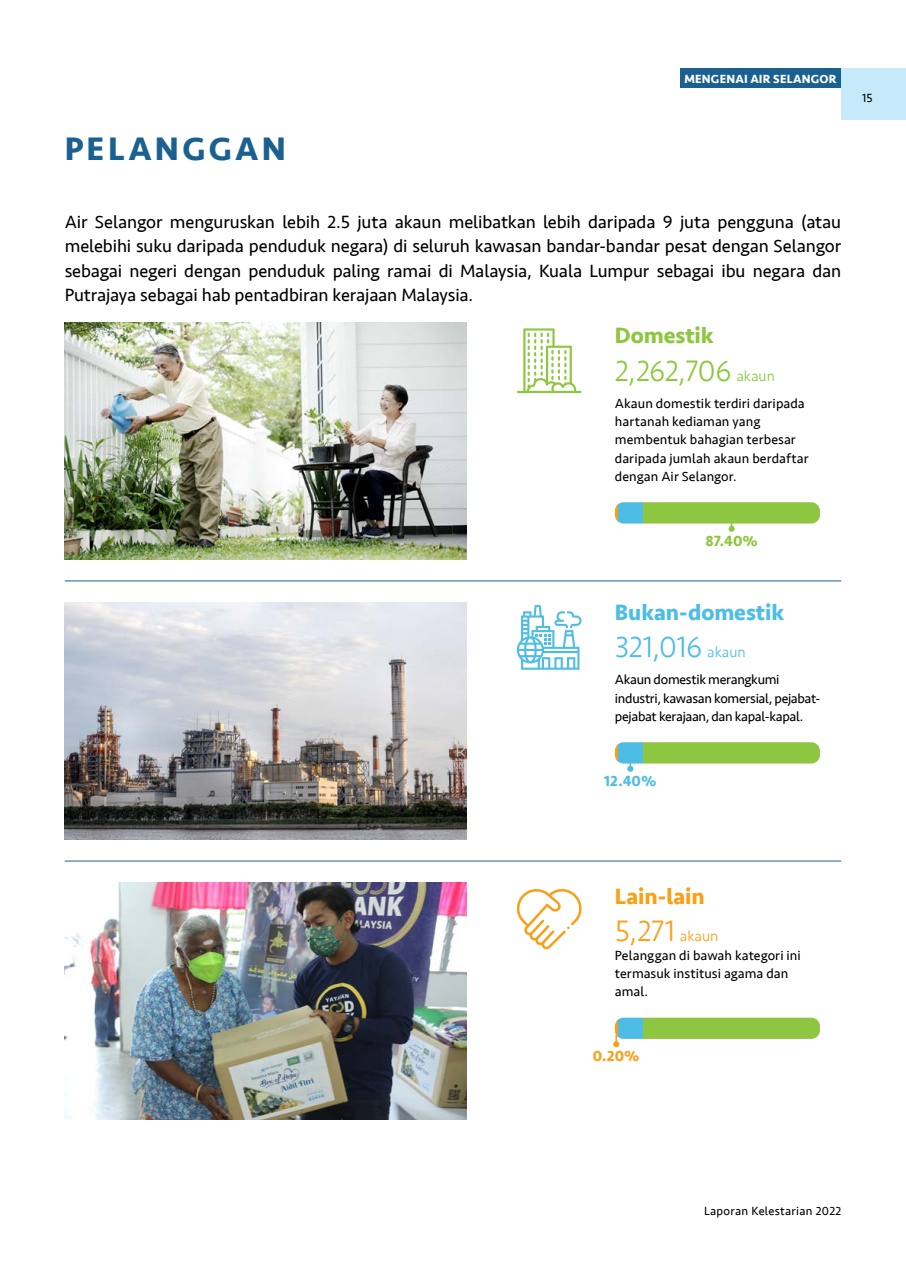 MENGENAI AIR SELANGOR
15
PELANGGAN
Air Selangor menguruskan lebih 2.5 juta akaun melibatkan lebih daripada 9 juta pengguna (atau
melebihi suku daripada penduduk negara) di seluruh kawasan bandar-bandar pesat dengan Selangor
sebagai negeri dengan penduduk paling ramai di Malaysia, Kuala Lumpur sebagai ibu negara dan
Putrajaya sebagai hab pentadbiran kerajaan Malaysia.
Domestik
2,262,706 akaun
Akaun domestik terdiri daripada
hartanah kediaman yang
membentuk bahagian terbesar
daripada jumlah akaun berdaftar
dengan Air Selangor.
87.40%
Bukan-domestik
321,016 akaun
Akaun domestik merangkumi
industri, kawasan komersial, pejabat-
pejabat kerajaan, dan kapal-kapal.
12.40%
Lain-lain
5,271 akaun
Pelanggan di bawah kategori ini
termasuk institusi agama dan
amal.
0.20%
Box of Hope
Aidil Fitri
Laporan Kelestarian 2022